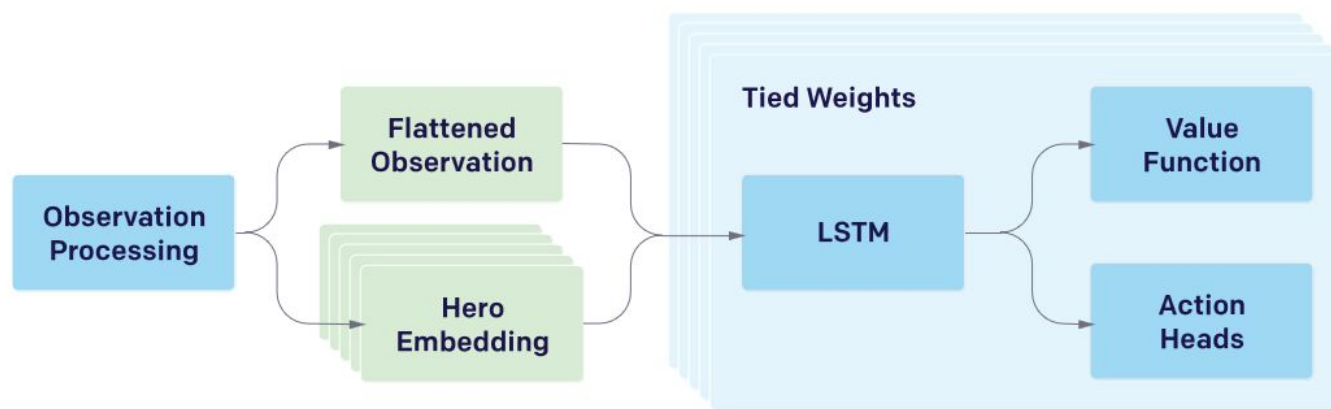 Observation
Processing
Flattened
Observation
Hero
Embedding
Tied Weights
LSTM
Value
Function
Action
Heads